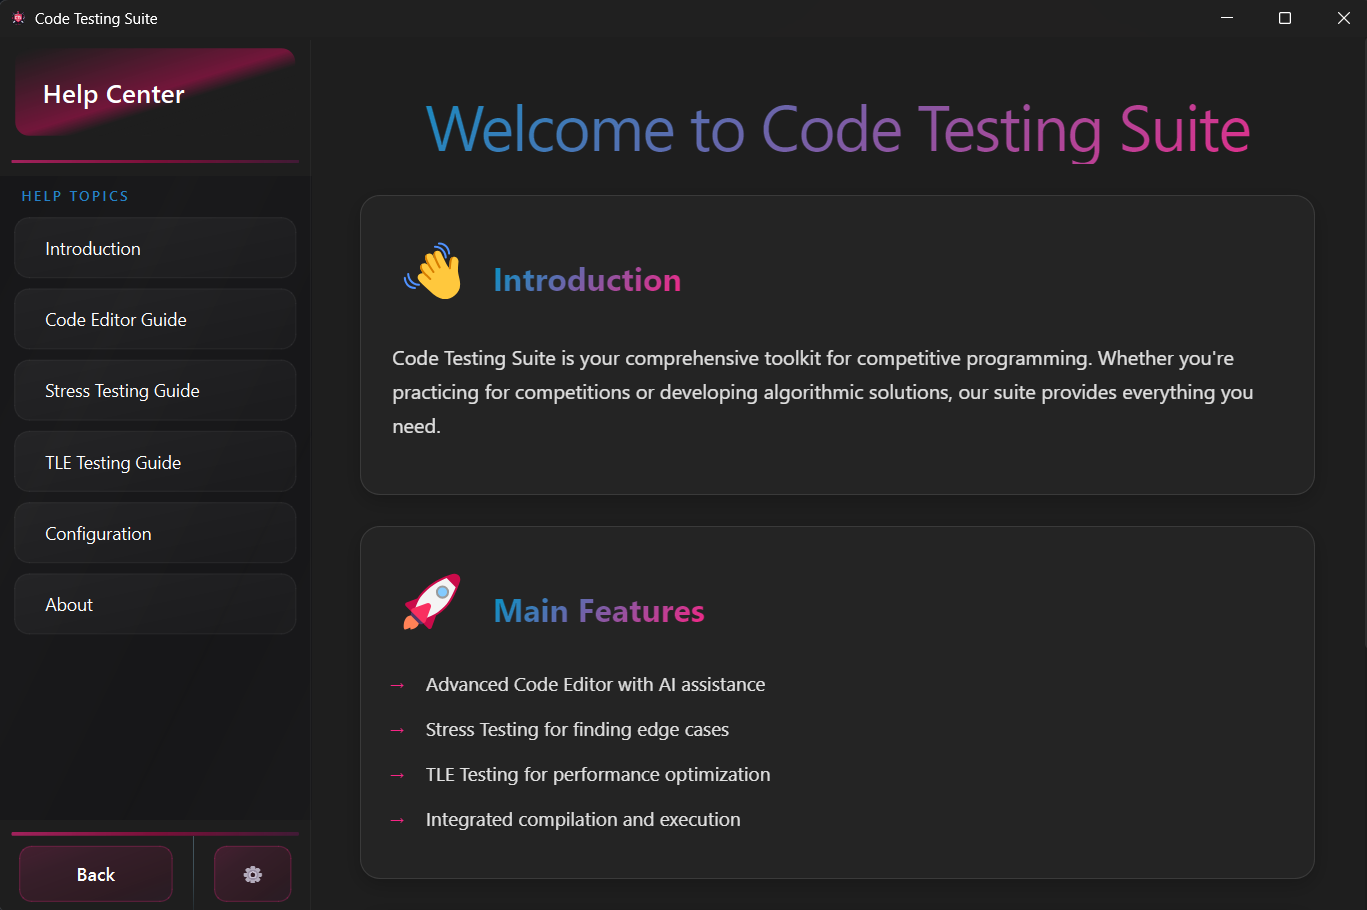 Code Testing Suite
Help Center
HELP TOPICS
Introduction
Code Editor Guide
Stress Testing Guide
TLE Testing Guide
Configuration
About
Back
Welcome to Code Testing Suite
Introduction
Code Testing Suite is your comprehensive toolkit for competitive programming. Whether you're
practicing for competitions or developing algorithmic solutions, our suite provides everything you
need.
Main Features
→ Advanced Code Editor with AI assistance
→ Stress Testing for finding edge cases
→ TLE Testing for performance optimization
→ Integrated compilation and execution